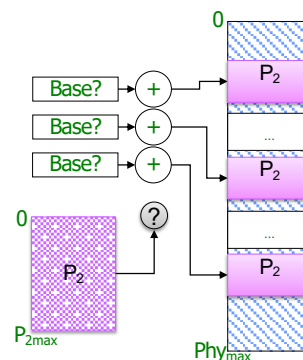 0
P₂
Base? +
Base? +
...
Base? +
P₂
?
0
...
P₂
P₂
P₂max
Phymax